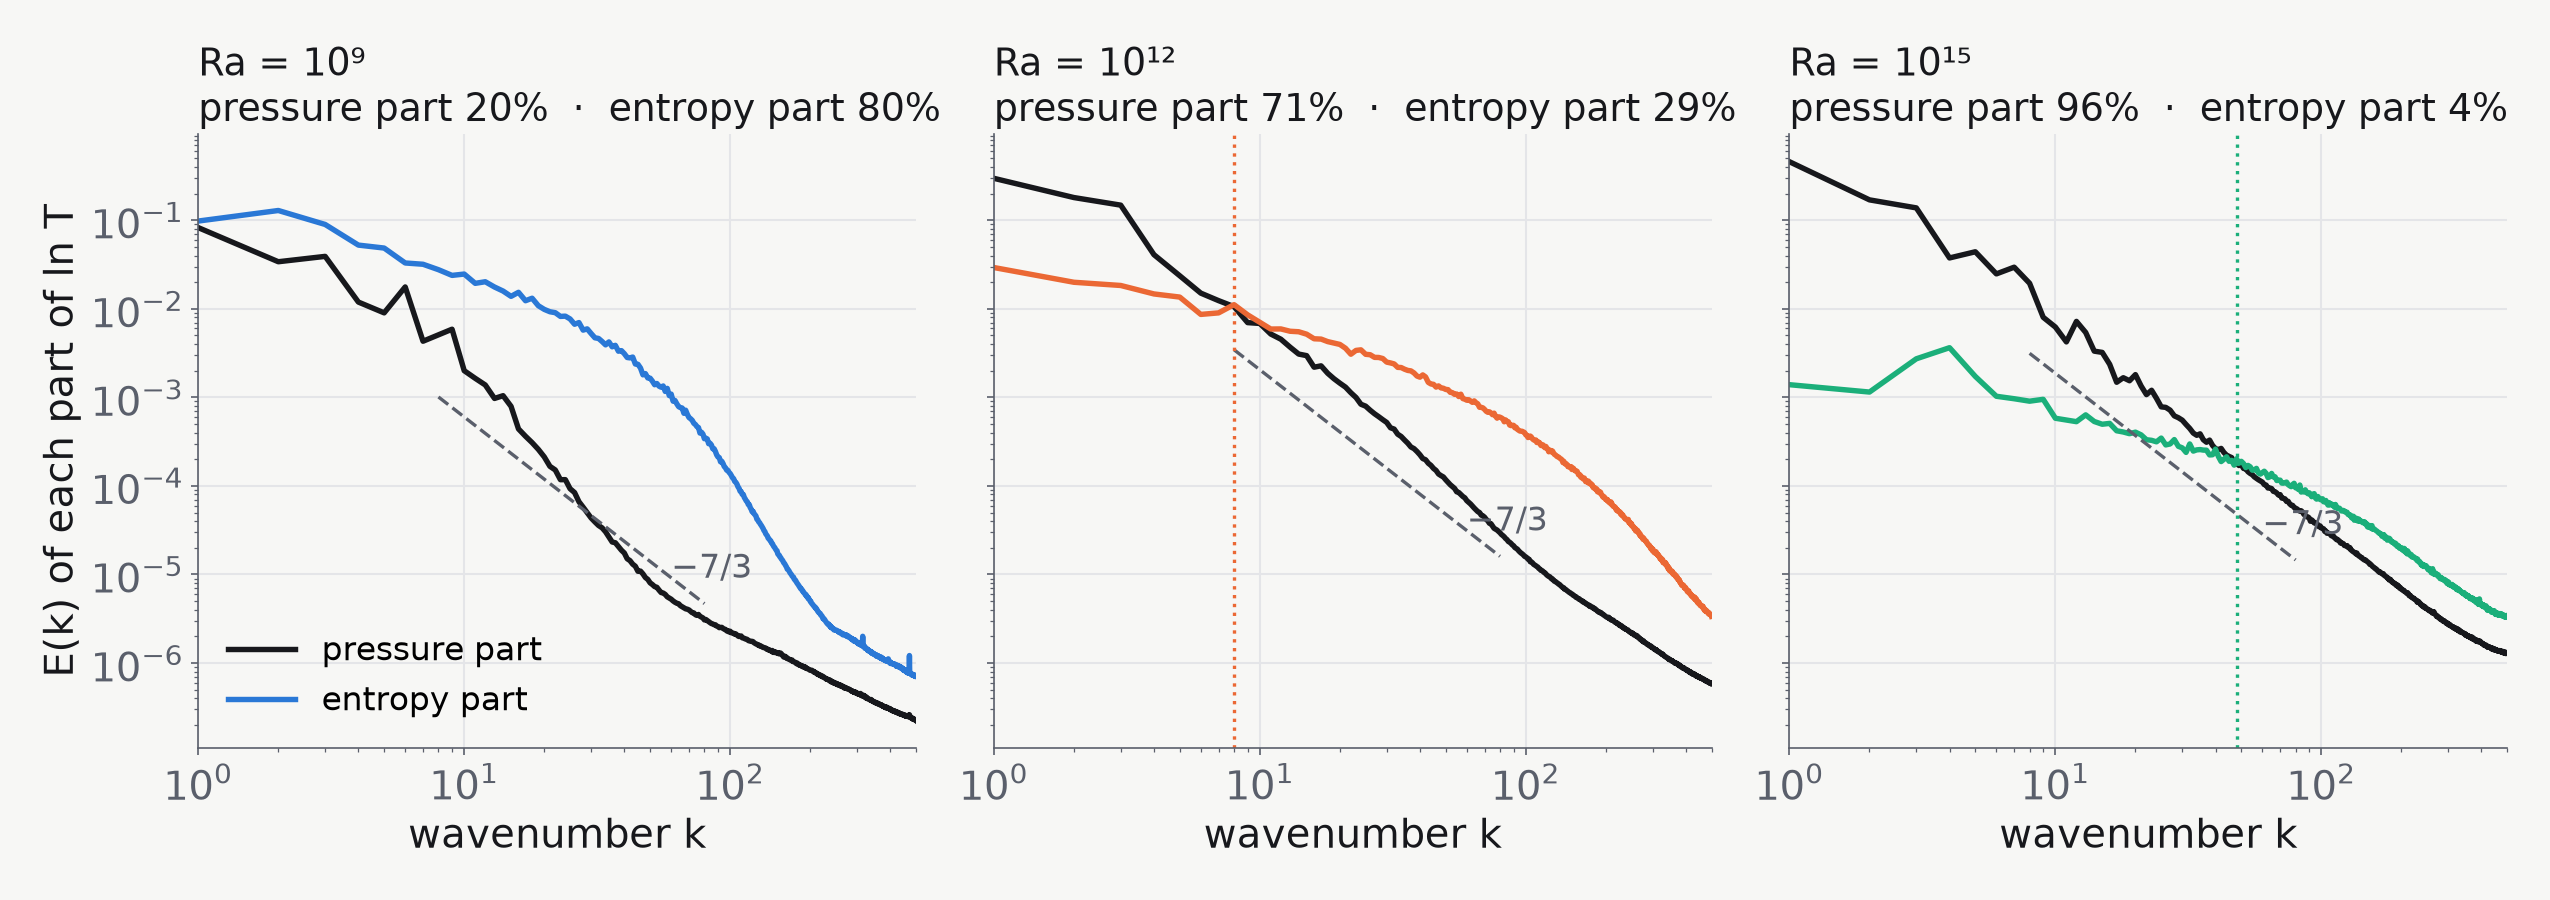 Ra = 10⁹
pressure part 20%  ·  entropy part 80%
Ra = 10¹²
pressure part 71%  ·  entropy part 29%
Ra = 10¹⁵
pressure part 96%  ·  entropy part 4%
E(k) of each part of ln T
10⁻¹
10⁻²
10⁻³
10⁻⁴
10⁻⁵
10⁻⁶
−7/3
−7/3
−7/3
pressure part
entropy part
10⁰ 10¹ 10²
10⁰ 10¹ 10²
10⁰ 10¹ 10²
wavenumber k
wavenumber k
wavenumber k